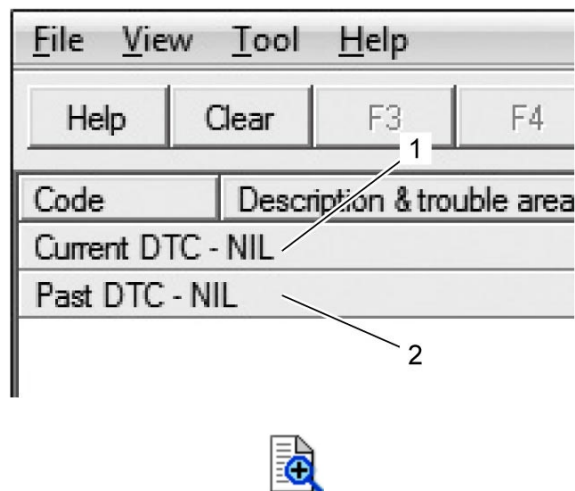 File View Tool Help
Help Clear F3 F4
1
Code Description & trouble area
Current DTC - NIL
Past DTC - NIL
2